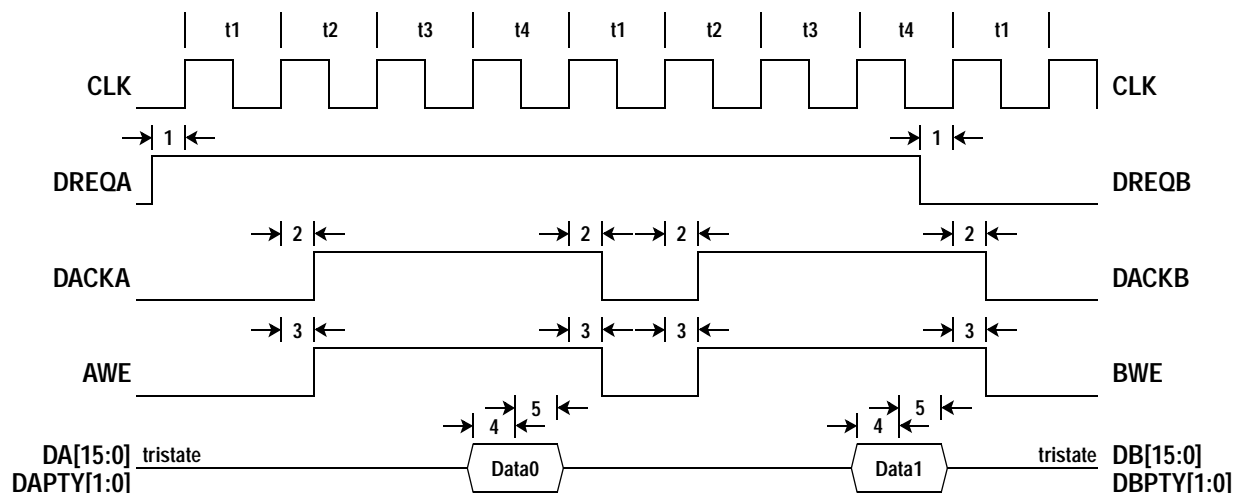 t1 t2 t3 t4 t1 t2 t3 t4 t1
CLK CLK
1 1
DREQA DREQB
2 2 2 2
DACKA DACKB
3 3 3 3
AWE BWE
5 5
4 4
DA[15:0] tristate Data0 Data1 tristate DB[15:0]
DAPTY[1:0] DBPTY[1:0]